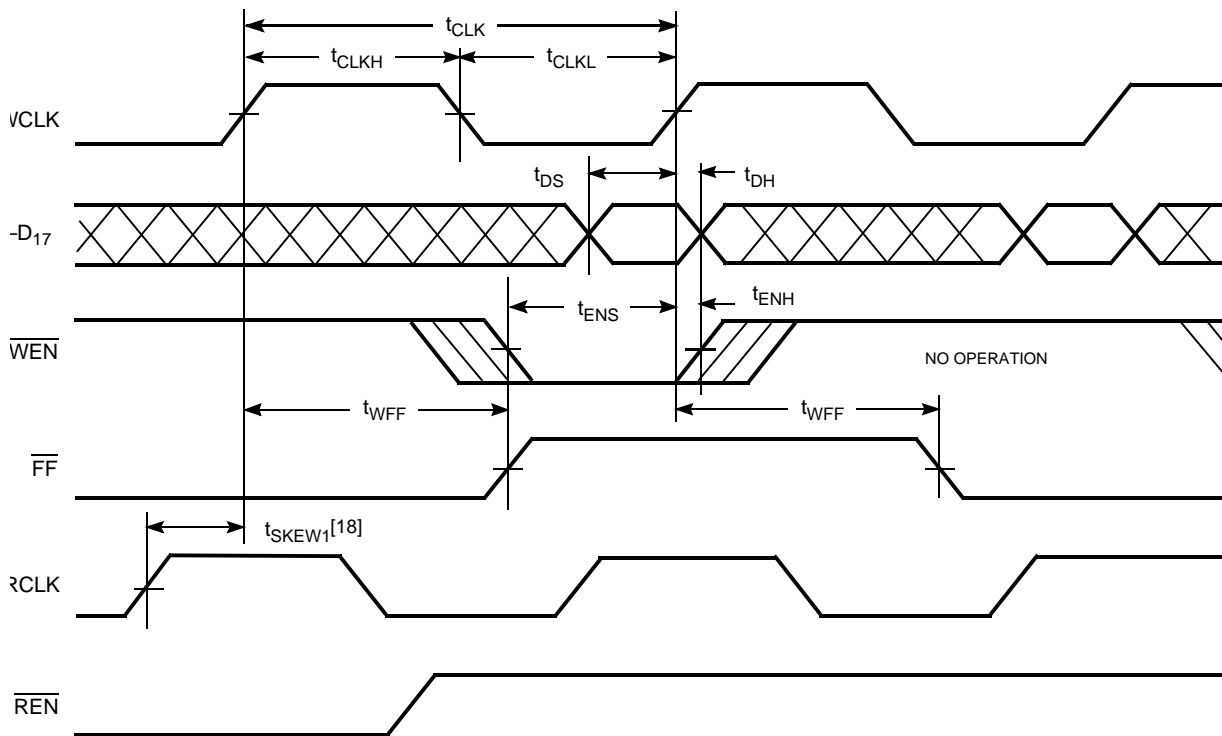 tCLK
tCLKH
tCLKL
WCLK
tDS
tDH
–D17
tENS
tENH
WEN
NO OPERATION
tWFF
tWFF
FF
tSKEW1[18]
RCLK
REN